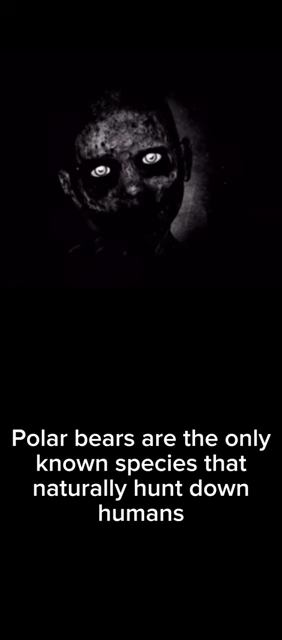 Polar bears are the only
known species that
naturally hunt down
humans